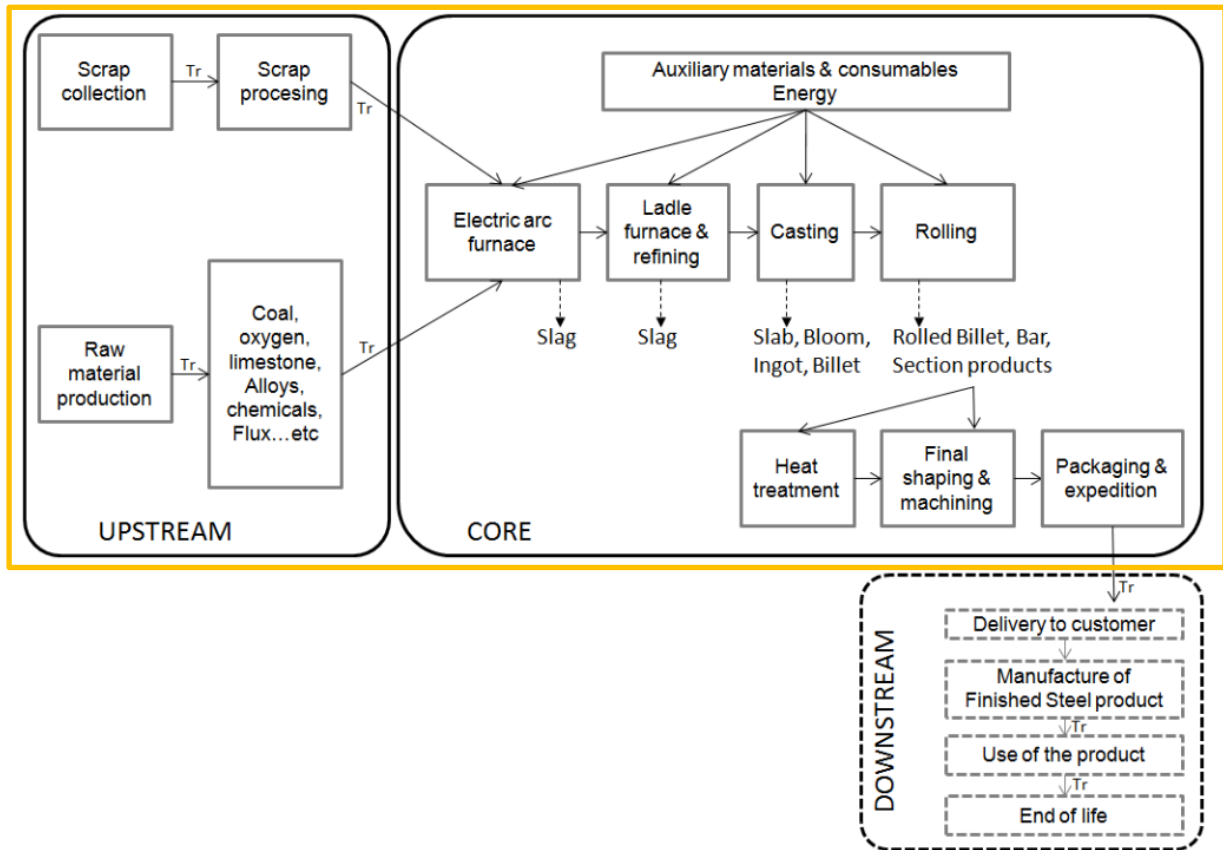 Scrap
collection
Tr
Scrap
procesing
Tr
Raw
material
production
Tr
Coal,
oxygen,
limestone,
Alloys,
chemicals,
Flux...etc
Tr
UPSTREAM
Auxiliary materials & consumables
Energy
Electric arc
furnace
Ladle
furnace &
refining
Casting
Rolling
Slag
Slag
Slab, Bloom,
Ingot, Billet
Rolled Billet, Bar,
Section products
Heat
treatment
Final
shaping &
machining
Packaging &
expedition
CORE
Tr
DOWNSTREAM
Delivery to customer
Manufacture of
Finished Steel product
Tr
Use of the product
Tr
End of life